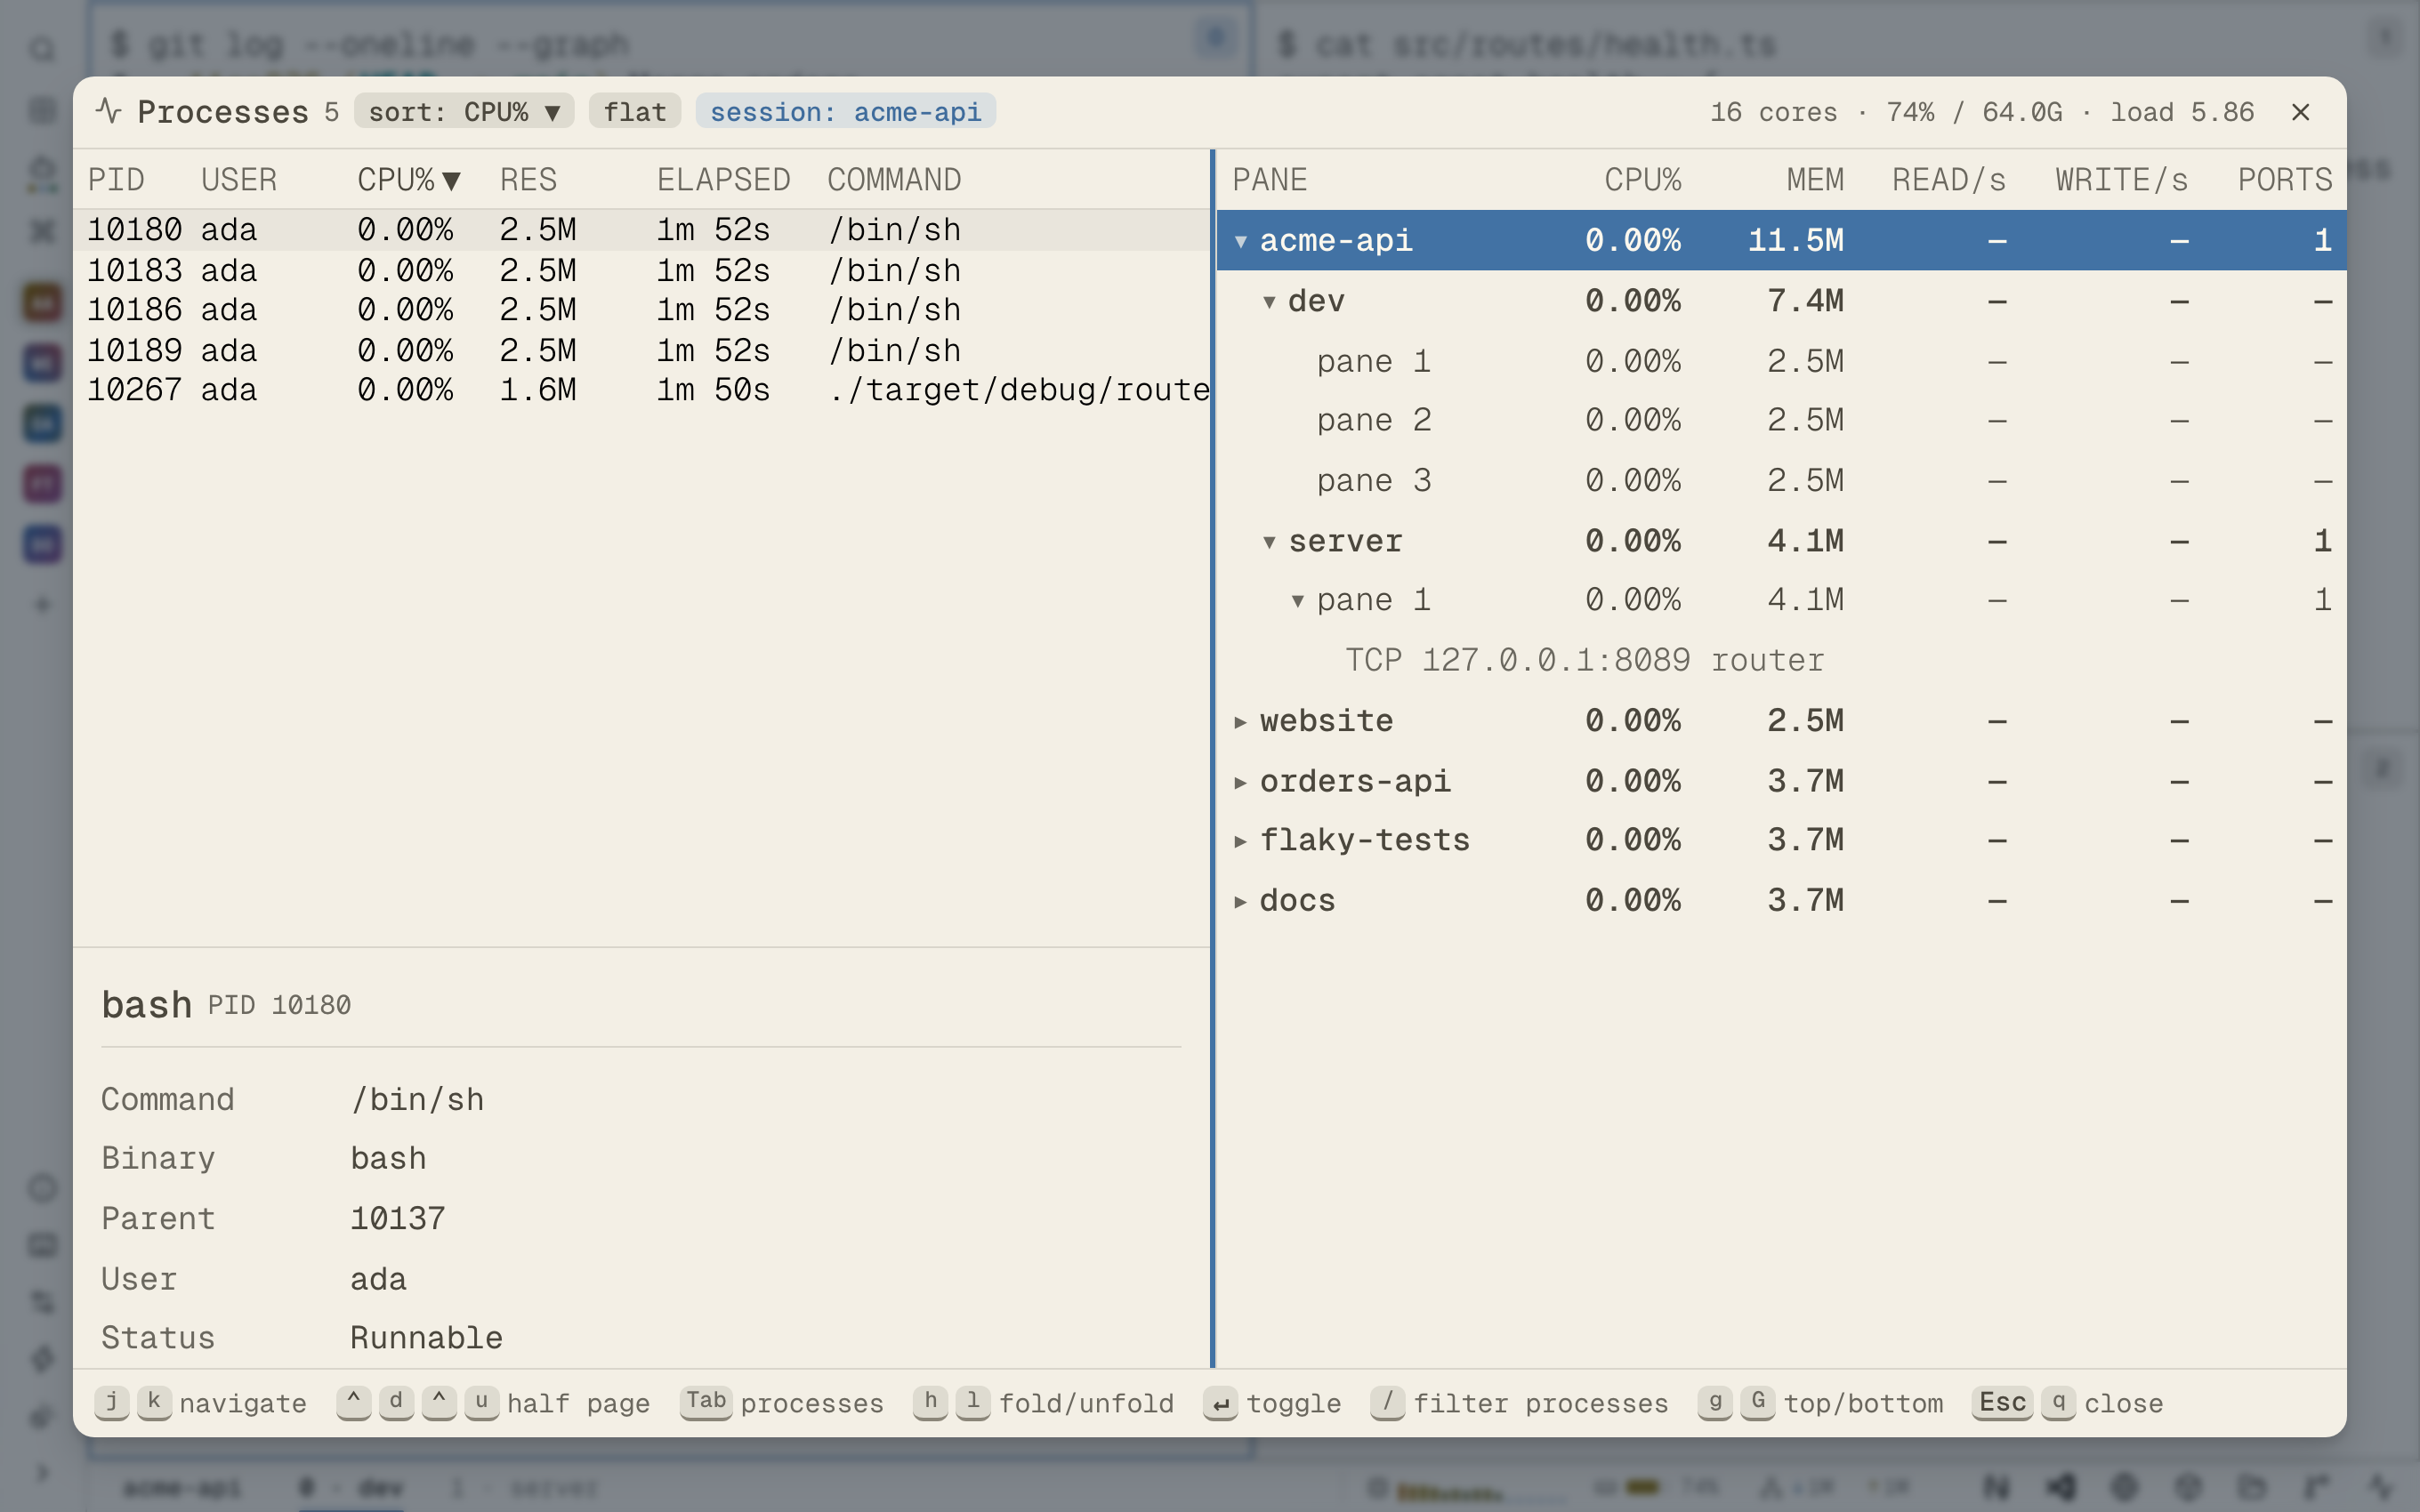 $ git log --oneline --graph
$ cat src/routes/health.ts
Processes 5 sort: CPU% ▼ flat session: acme-api 16 cores · 74% / 64.0G · load 5.86 ×
PID USER CPU%▼ RES ELAPSED COMMAND
10180 ada 0.00% 2.5M 1m 52s /bin/sh
10183 ada 0.00% 2.5M 1m 52s /bin/sh
10186 ada 0.00% 2.5M 1m 52s /bin/sh
10189 ada 0.00% 2.5M 1m 52s /bin/sh
10267 ada 0.00% 1.6M 1m 50s ./target/debug/route
bash PID 10180
Command /bin/sh
Binary bash
Parent 10137
User ada
Status Runnable
PANE CPU% MEM READ/s WRITE/s PORTS
▼ acme-api 0.00% 11.5M — — 1
▼ dev 0.00% 7.4M — — —
pane 1 0.00% 2.5M — — —
pane 2 0.00% 2.5M — — —
pane 3 0.00% 2.5M — — —
▼ server 0.00% 4.1M — — 1
▼ pane 1 0.00% 4.1M — — 1
TCP 127.0.0.1:8089 router
▶ website 0.00% 2.5M — — —
▶ orders-api 0.00% 3.7M — — —
▶ flaky-tests 0.00% 3.7M — — —
▶ docs 0.00% 3.7M — — —
j k navigate ^ d ^ u half page Tab processes h l fold/unfold ↵ toggle / filter processes g G top/bottom Esc q close
acme-api 0 · dev 1 · server 74%